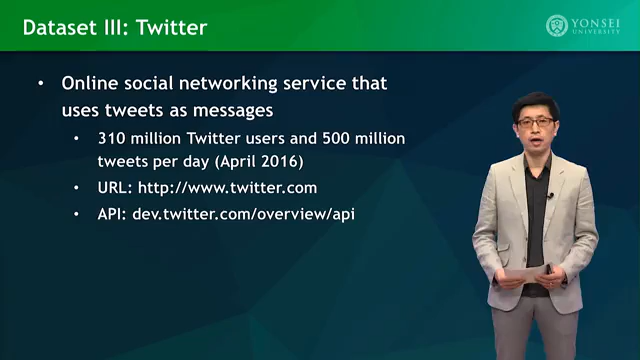 Dataset III: Twitter
YONSEI
UNIVERSITY
• Online social networking service that
uses tweets as messages
• 310 million Twitter users and 500 million
tweets per day (April 2016)
• URL: http://www.twitter.com
• API: dev.twitter.com/overview/api